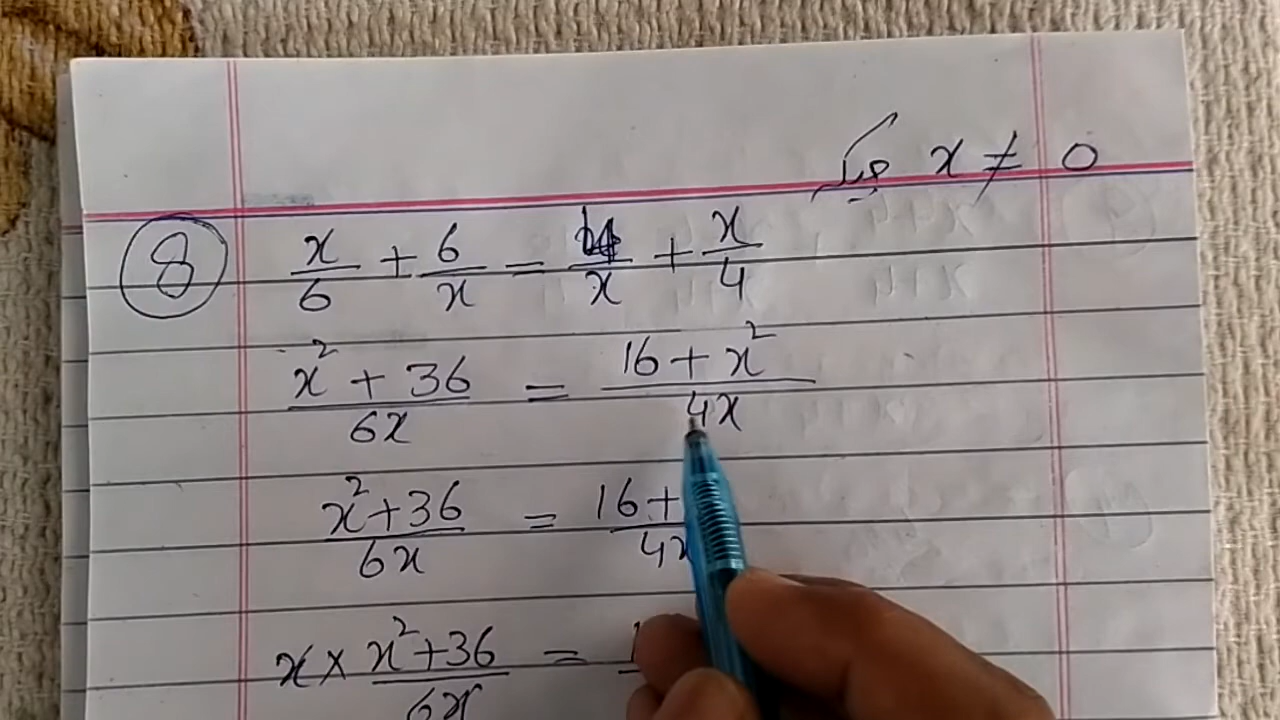 جبکہ x ≠ 0
8 x/6 + 6/x = 4/x + x/4
x² + 36/6x = 16 + x²/4x
x² + 36/6x = 16 + /4x
x × x² + 36/6x =